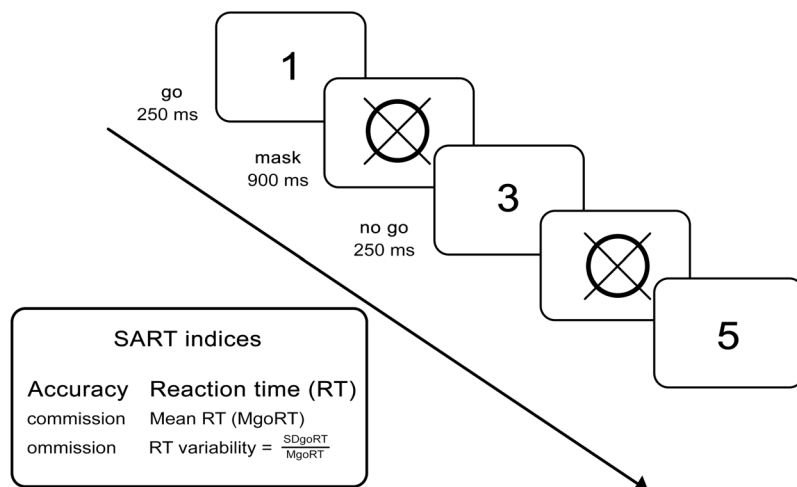 1
go
250 ms
mask
900 ms
3
no go
250 ms
5
SART indices
Accuracy Reaction time (RT)
commission Mean RT (MgoRT)
ommission RT variability = SDgoRT/MgoRT